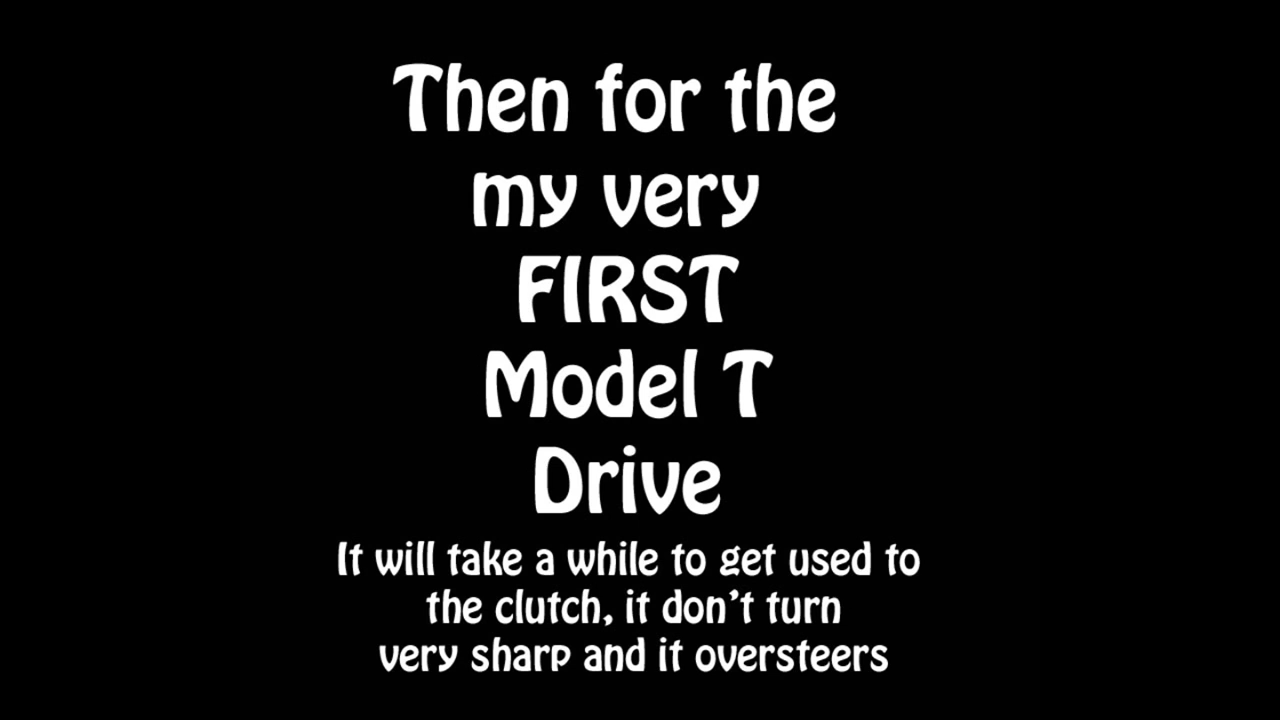 Then for the
my very
FIRST
Model T
Drive
It will take a while to get used to
the clutch, it don't turn
very sharp and it oversteers